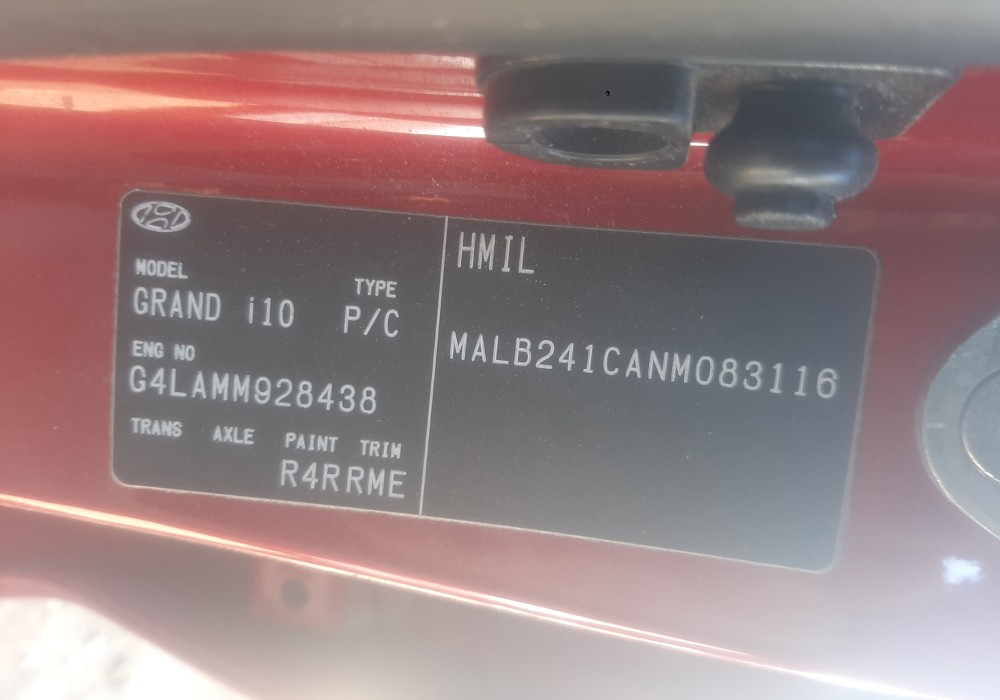 MODEL
TYPE
GRAND i10 P/C
ENG NO
G4LAMM928438
TRANS AXLE PAINT TRIM
R4RRME
HMIL
MALB241CANM083116